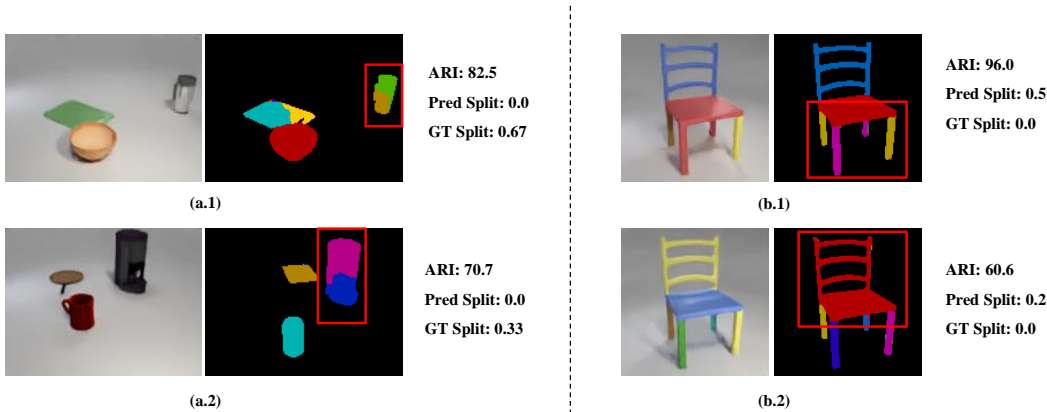 ARI: 82.5
Pred Split: 0.0
GT Split: 0.67
(a.1)
ARI: 96.0
Pred Split: 0.5
GT Split: 0.0
(b.1)
ARI: 70.7
Pred Split: 0.0
GT Split: 0.33
(a.2)
ARI: 60.6
Pred Split: 0.2
GT Split: 0.0
(b.2)